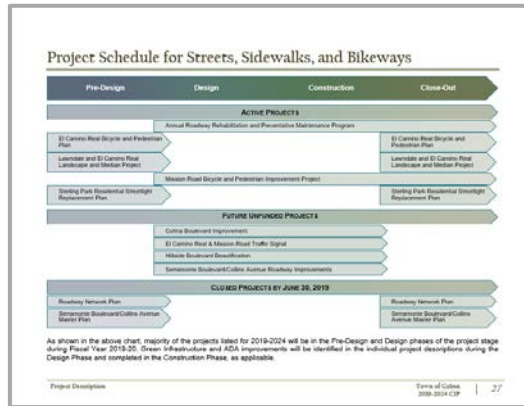 Project Schedule for Streets, Sidewalks, and Bikeways
Pre-Design Design Construction Close-Out
ACTIVE PROJECTS
Annual Roadway Rehabilitation and Preventative Maintenance Program
El Camino Real Bicycle and Pedestrian
Plan
El Camino Real Bicycle and
Pedestrian Plan
Lawndale and El Camino Real
Landscape and Median Project
Lawndale and El Camino Real
Landscape and Median Project
Mission Road Bicycle and Pedestrian Improvement Project
Sterling Park Residential Streetlight
Replacement Plan
Sterling Park Residential Streetlight
Replacement Plan
FUTURE UNFUNDED PROJECTS
Colma Boulevard Improvement
El Camino Real & Mission Road Traffic Signal
Hillside Boulevard Beautification
Serramonte Boulevard/Collins Avenue Roadway Improvements
CLOSED PROJECTS BY JUNE 30, 2019
Roadway Network Plan
Roadway Network Plan
Serramonte Boulevard/Collins Avenue
Master Plan
Serramonte Boulevard/Collins
Avenue Master Plan
As shown in the above chart, majority of the projects listed for 2019-2024 will be in the Pre-Design and Design phases of the project stage
during Fiscal Year 2019-20. Green Infrastructure and ADA improvements will be identified in the individual project descriptions during the
Design Phase and completed in the Construction Phase, as applicable.
Project Description
Town of Colma
2019-2024 CIP
27